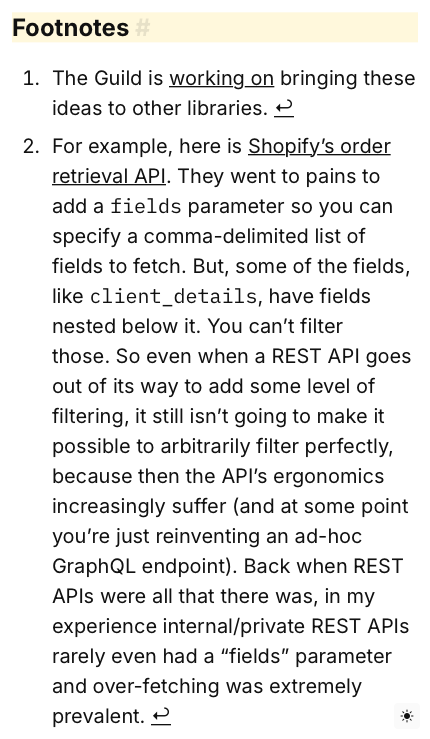 Footnotes #
1. The Guild is working on bringing these
ideas to other libraries. ↩
2. For example, here is Shopify’s order
retrieval API. They went to pains to
add a fields parameter so you can
specify a comma-delimited list of
fields to fetch. But, some of the fields,
like client_details, have fields
nested below it. You can’t filter
those. So even when a REST API goes
out of its way to add some level of
filtering, it still isn’t going to make it
possible to arbitrarily filter perfectly,
because then the API’s ergonomics
increasingly suffer (and at some point
you’re just reinventing an ad-hoc
GraphQL endpoint). Back when REST
APIs were all that there was, in my
experience internal/private REST APIs
rarely even had a “fields” parameter
and over-fetching was extremely
prevalent. ↩